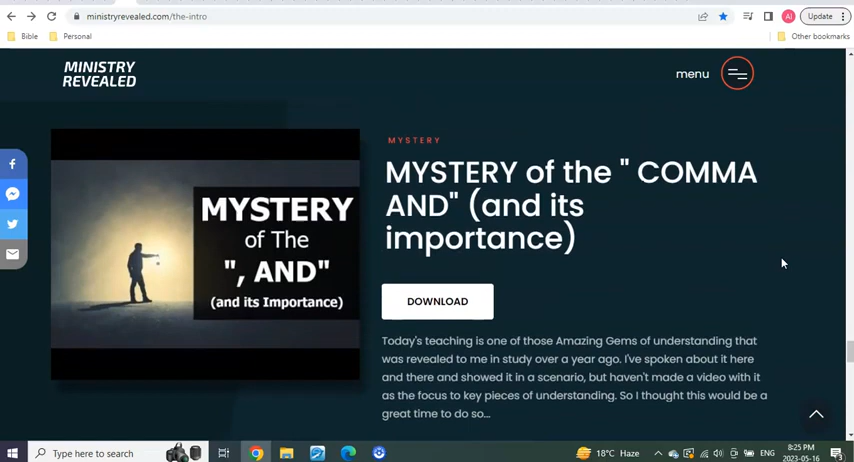 ministryrevealed.com/the-intro
AI
Update
Bible
Personal
Other bookmarks
MINISTRY
REVEALED
menu
MYSTERY
MYSTERY of the " COMMA
AND" (and its
importance)
MYSTERY
of The
", AND"
(and its Importance)
DOWNLOAD
Today's teaching is one of those Amazing Gems of understanding that
was revealed to me in study over a year ago. I've spoken about it here
and there and showed it in a scenario, but haven't made a video with it
as the focus to key pieces of understanding. So I thought this would be a
great time to do so...
Type here to search
18°C Haze
ENG
8:25 PM
2023-05-16
3